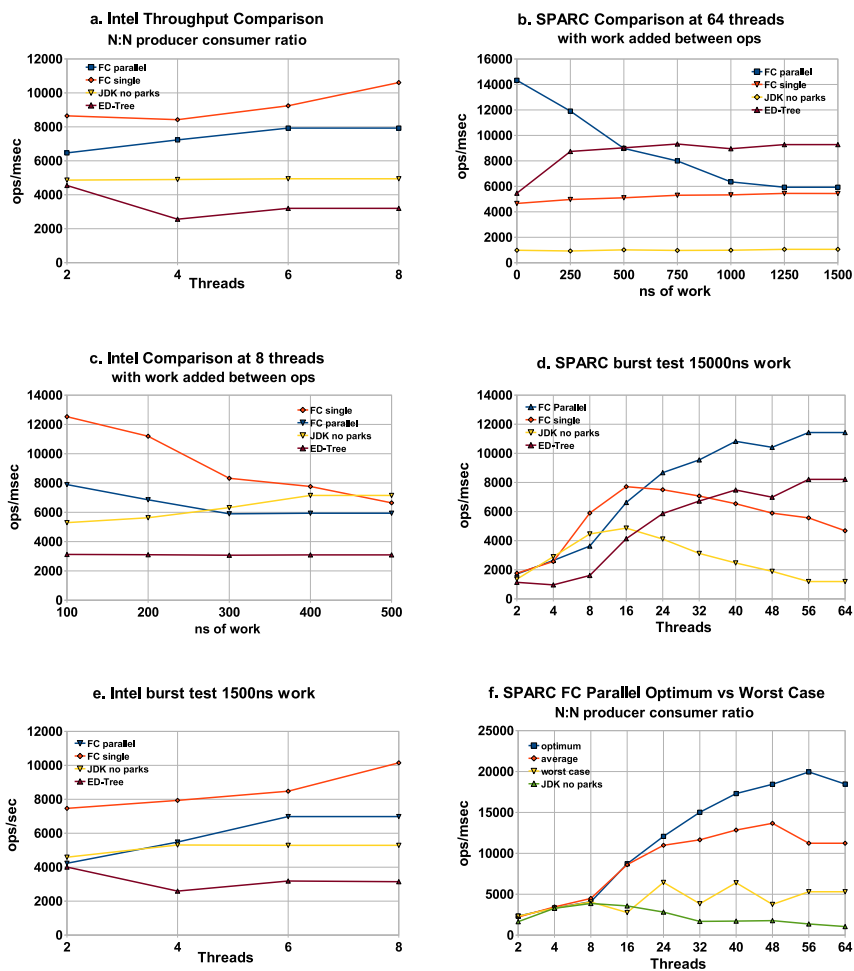 a. Intel Throughput Comparison
N:N producer consumer ratio
12000
10000
8000
6000
4000
2000
0
ops/msec
FC parallel
FC single
JDK no parks
ED-Tree
2 4 6 8
Threads
b. SPARC Comparison at 64 threads
with work added between ops
16000
14000
12000
10000
8000
6000
4000
2000
0
ops/msec
FC parallel
FC single
JDK no parks
ED-Tree
0 250 500 750 1000 1250 1500
ns of work
c. Intel Comparison at 8 threads
with work added between ops
14000
12000
10000
8000
6000
4000
2000
0
ops/msec
FC single
FC parallel
JDK no parks
ED-Tree
100 200 300 400 500
ns of work
d. SPARC burst test 15000ns work
14000
12000
10000
8000
6000
4000
2000
0
ops/msec
FC Parallel
FC single
JDK no parks
ED-Tree
2 4 8 16 24 32 40 48 56 64
Threads
e. Intel burst test 1500ns work
12000
10000
8000
6000
4000
2000
0
ops/sec
FC parallel
FC single
JDK no parks
ED-Tree
2 4 6 8
Threads
f. SPARC FC Parallel Optimum vs Worst Case
N:N producer consumer ratio
25000
20000
15000
10000
5000
0
ops/msec
optimum
average
worst case
JDK no parks
2 4 8 16 24 32 40 48 56 64
Threads